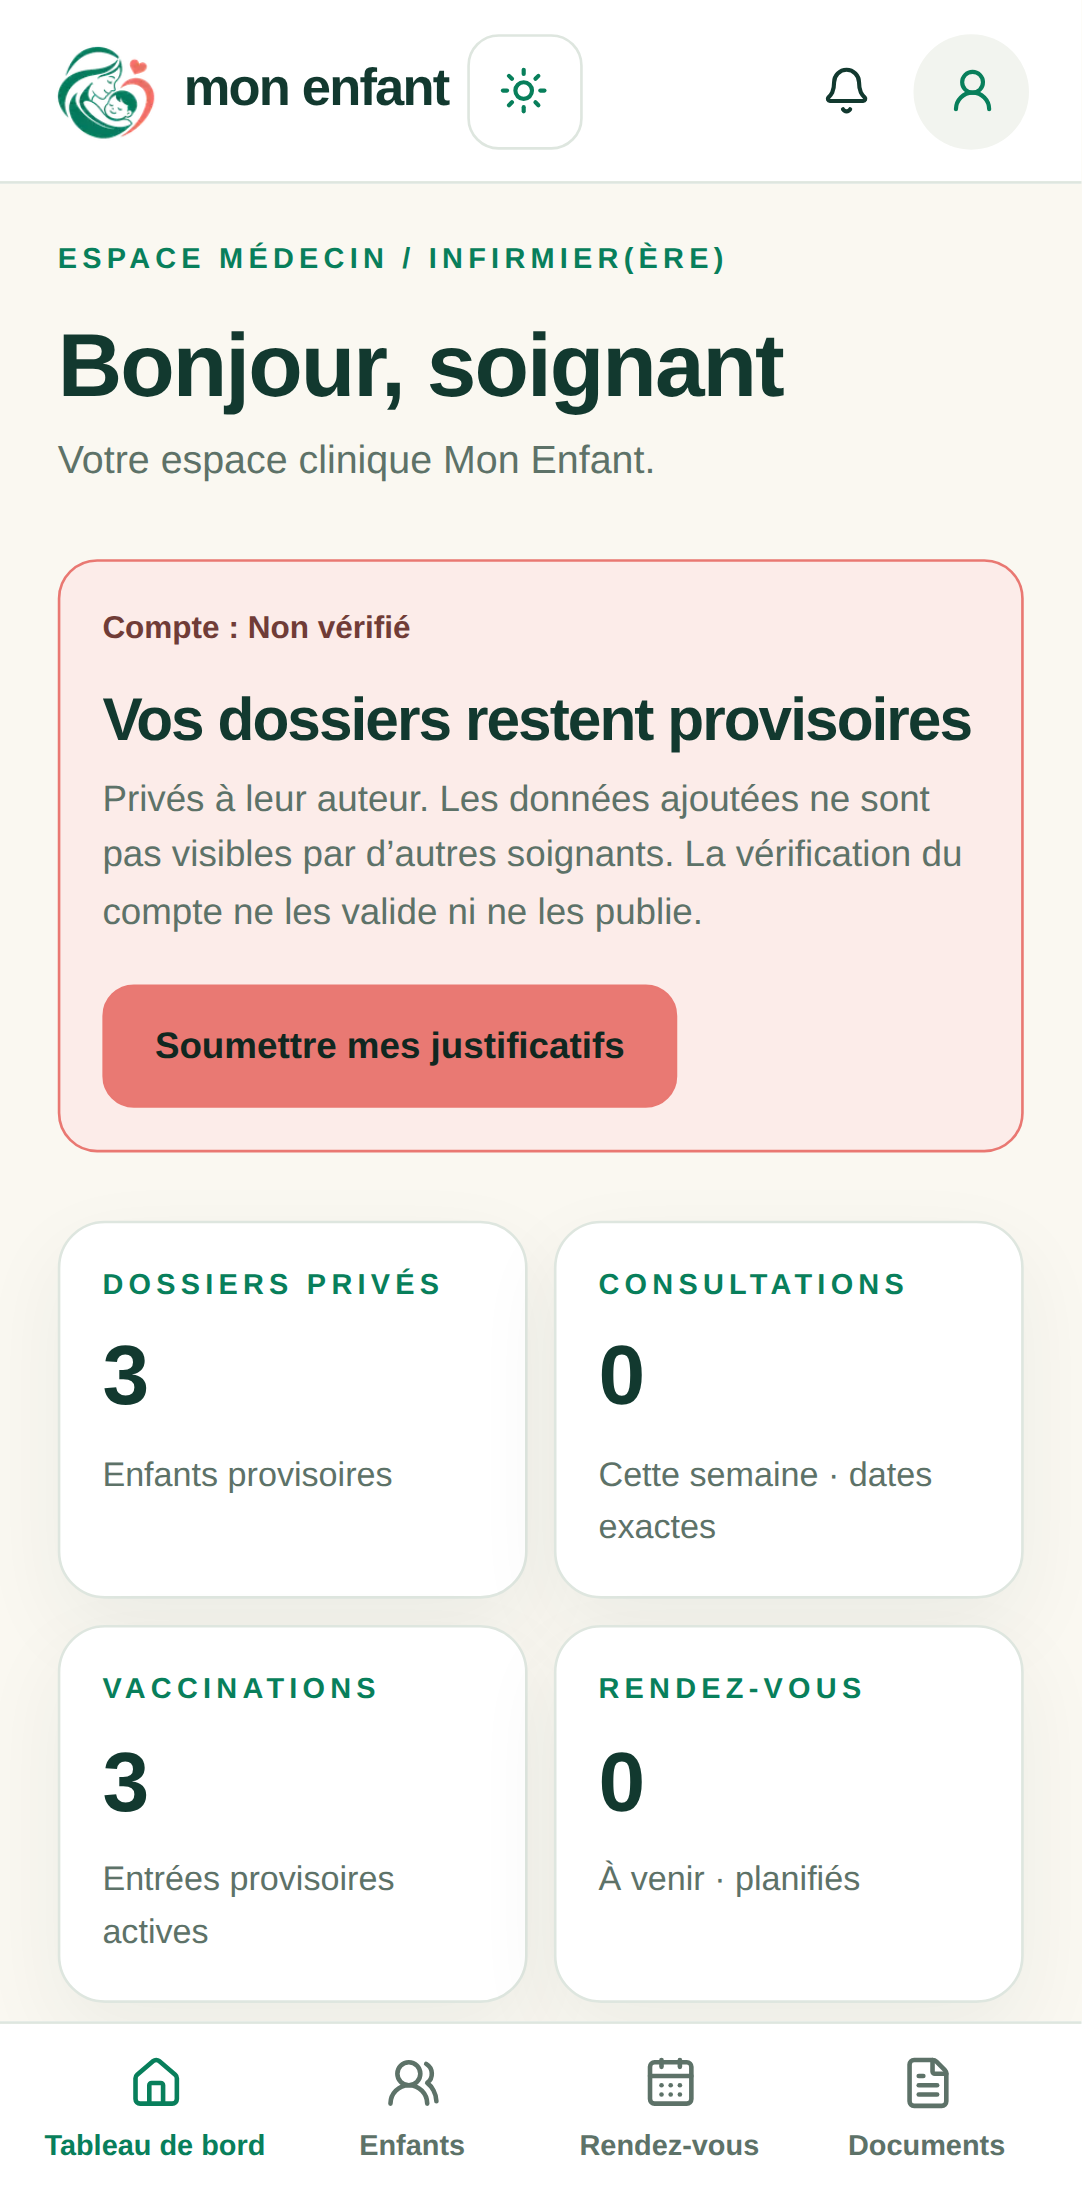 mon enfant
ESPACE MÉDECIN / INFIRMIER(ÈRE)
Bonjour, soignant
Votre espace clinique Mon Enfant.
Compte : Non vérifié
Vos dossiers restent provisoires
Privés à leur auteur. Les données ajoutées ne sont
pas visibles par d’autres soignants. La vérification du
compte ne les valide ni ne les publie.
Soumettre mes justificatifs
DOSSIERS PRIVÉS
3
Enfants provisoires
CONSULTATIONS
0
Cette semaine · dates
exactes
VACCINATIONS
3
Entrées provisoires
actives
RENDEZ-VOUS
0
À venir · planifiés
Tableau de bord
Enfants
Rendez-vous
Documents